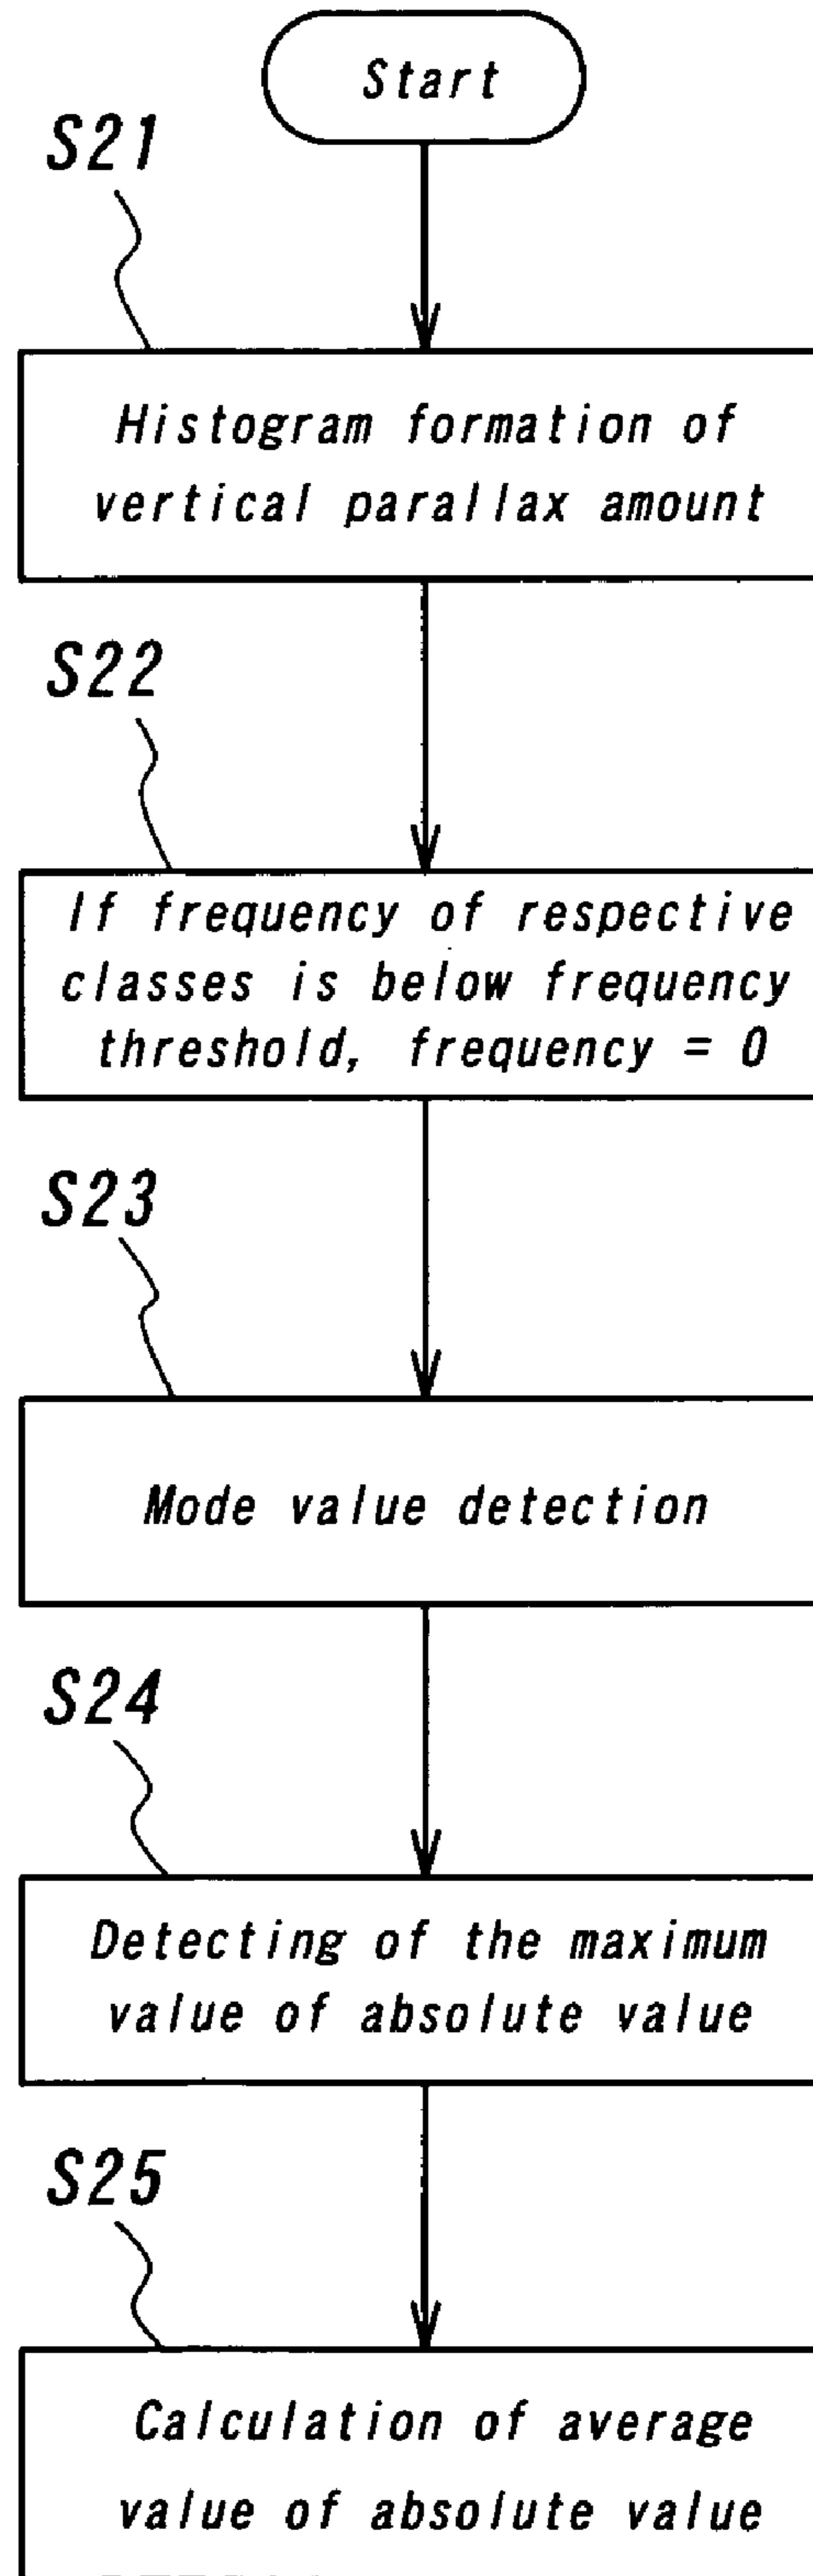 Start
S21
Histogram formation of
vertical parallax amount
S22
If frequency of respective
classes is below frequency
threshold, frequency = 0
S23
Mode value detection
S24
Detecting of the maximum
value of absolute value
S25
Calculation of average
value of absolute value